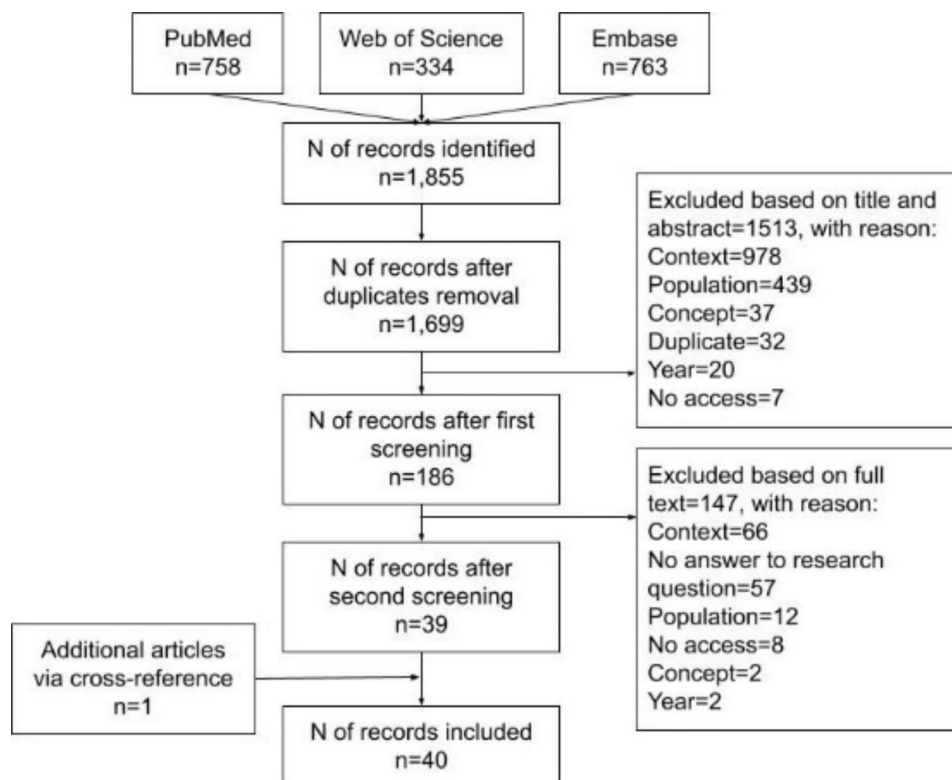 PubMed
n=758
Web of Science
n=334
Embase
n=763
N of records identified
n=1,855
Excluded based on title and
abstract=1513, with reason:
Context=978
Population=439
Concept=37
Duplicate=32
Year=20
No access=7
N of records after
duplicates removal
n=1,699
N of records after first
screening
n=186
Excluded based on full
text=147, with reason:
Context=66
No answer to research
question=57
Population=12
No access=8
Concept=2
Year=2
N of records after
second screening
n=39
Additional articles
via cross-reference
n=1
N of records included
n=40